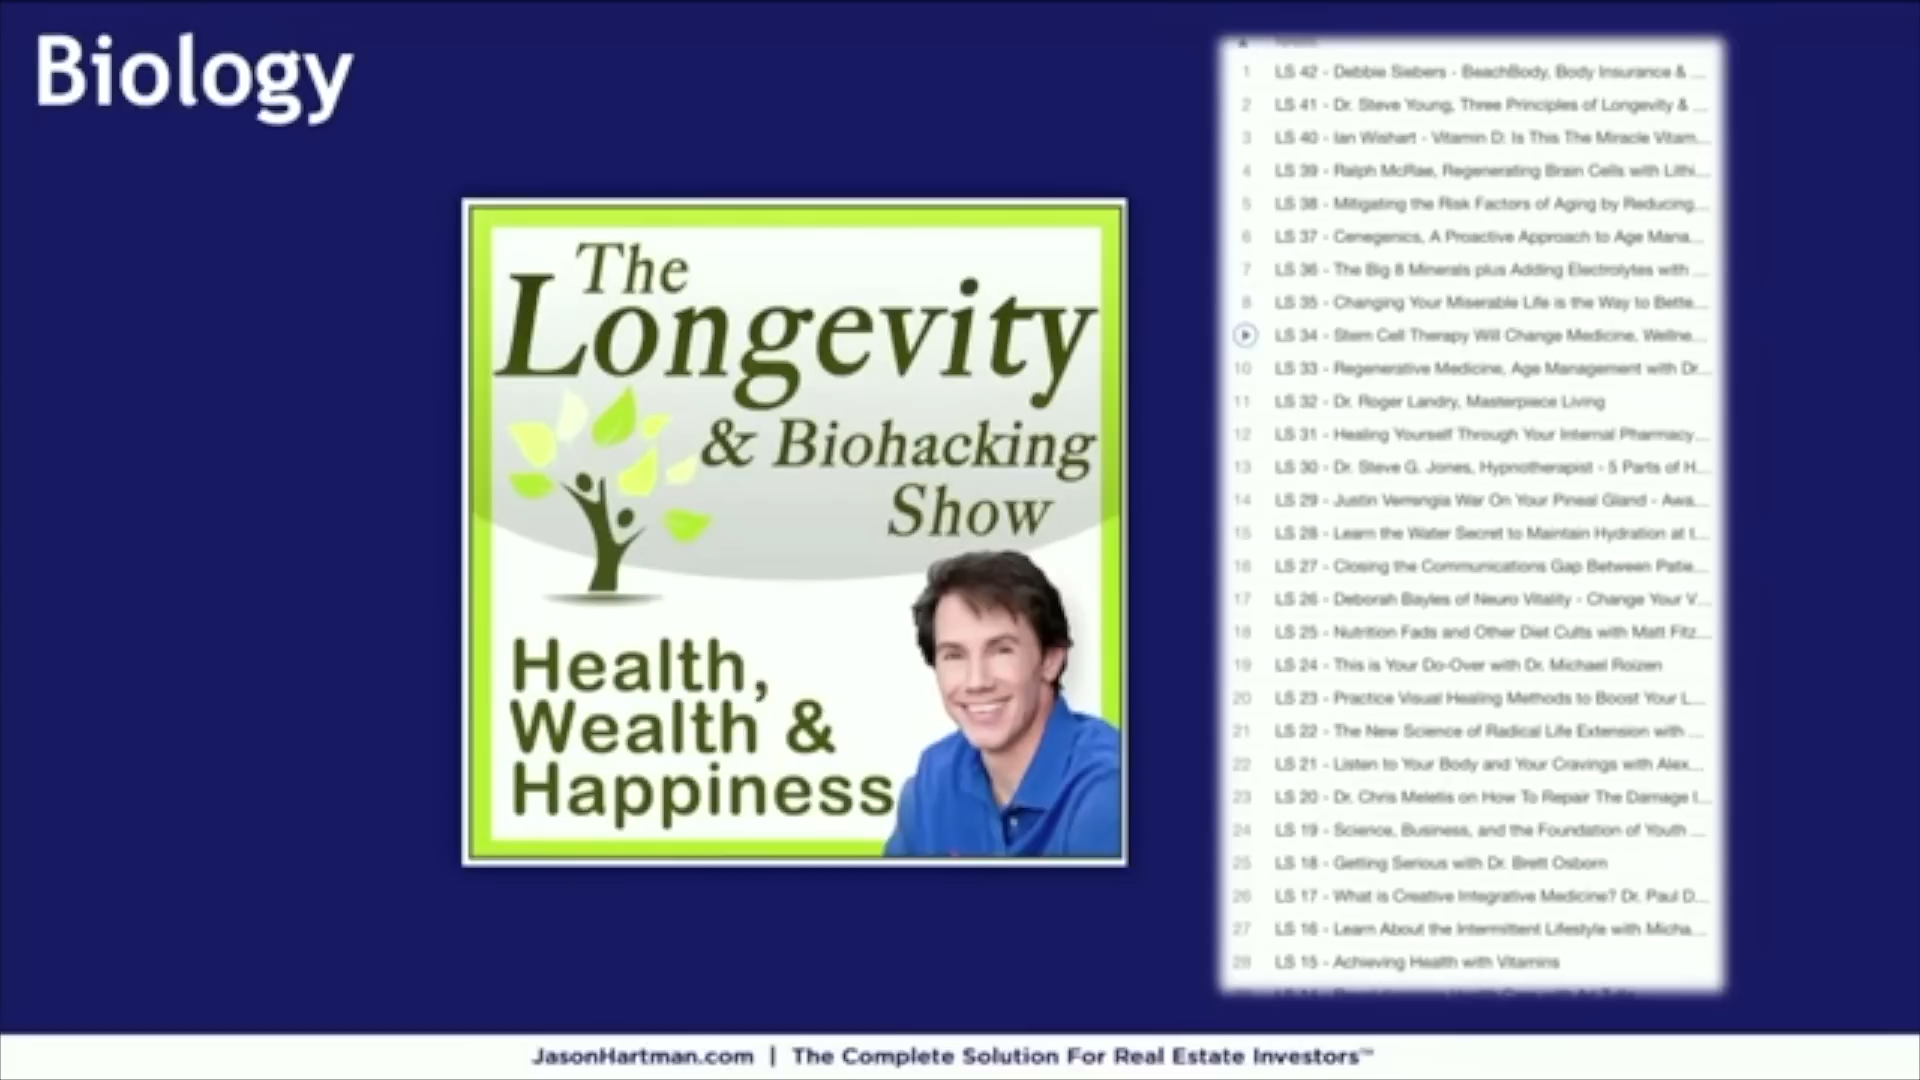 Biology
The
Longevity
& Biohacking
Show
Health,
Wealth &
Happiness
1 LS 42 - Debbie Siebers - BeachBody, Body Insurance & ...
2 LS 41 - Dr. Steve Young, Three Principles of Longevity & ...
3 LS 40 - Ian Wishart - Vitamin D: Is This The Miracle Vitam...
4 LS 39 - Ralph McRae, Regenerating Brain Cells with Lithi...
5 LS 38 - Mitigating the Risk Factors of Aging by Reducing...
6 LS 37 - Cenegenics, A Proactive Approach to Age Mana...
7 LS 36 - The Big 8 Minerals plus Adding Electrolytes with ...
8 LS 35 - Changing Your Miserable Life is the Way to Bette...
LS 34 - Stem Cell Therapy Will Change Medicine, Wellne...
10 LS 33 - Regenerative Medicine, Age Management with Dr...
11 LS 32 - Dr. Roger Landry, Masterpiece Living
12 LS 31 - Healing Yourself Through Your Internal Pharmacy...
13 LS 30 - Dr. Steve G. Jones, Hypnotherapist - 5 Parts of H...
14 LS 29 - Justin Verrengia War On Your Pineal Gland - Awa...
15 LS 28 - Learn the Water Secret to Maintain Hydration at t...
16 LS 27 - Closing the Communications Gap Between Patie...
17 LS 26 - Deborah Bayles of Neuro Vitality - Change Your V...
18 LS 25 - Nutrition Fads and Other Diet Cults with Matt Fitz...
19 LS 24 - This is Your Do-Over with Dr. Michael Roizen
20 LS 23 - Practice Visual Healing Methods to Boost Your L...
21 LS 22 - The New Science of Radical Life Extension with ...
22 LS 21 - Listen to Your Body and Your Cravings with Alex...
23 LS 20 - Dr. Chris Meletis on How To Repair The Damage I...
24 LS 19 - Science, Business, and the Foundation of Youth ...
25 LS 18 - Getting Serious with Dr. Brett Osborn
26 LS 17 - What is Creative Integrative Medicine? Dr. Paul D...
27 LS 16 - Learn About the Intermittent Lifestyle with Micha...
28 LS 15 - Achieving Health with Vitamins
JasonHartman.com | The Complete Solution For Real Estate Investors™